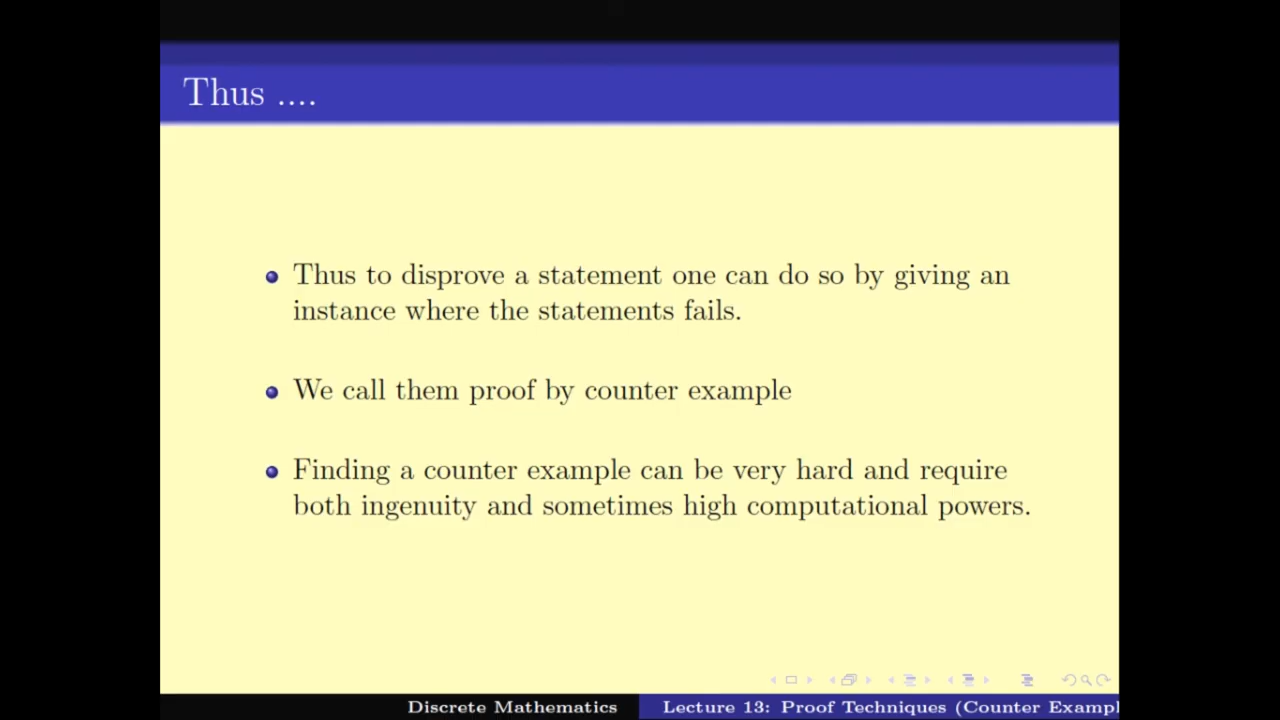 Thus ....
Thus to disprove a statement one can do so by giving an
instance where the statements fails.
We call them proof by counter example
Finding a counter example can be very hard and require
both ingenuity and sometimes high computational powers.
Discrete Mathematics
Lecture 13: Proof Techniques (Counter Exampl